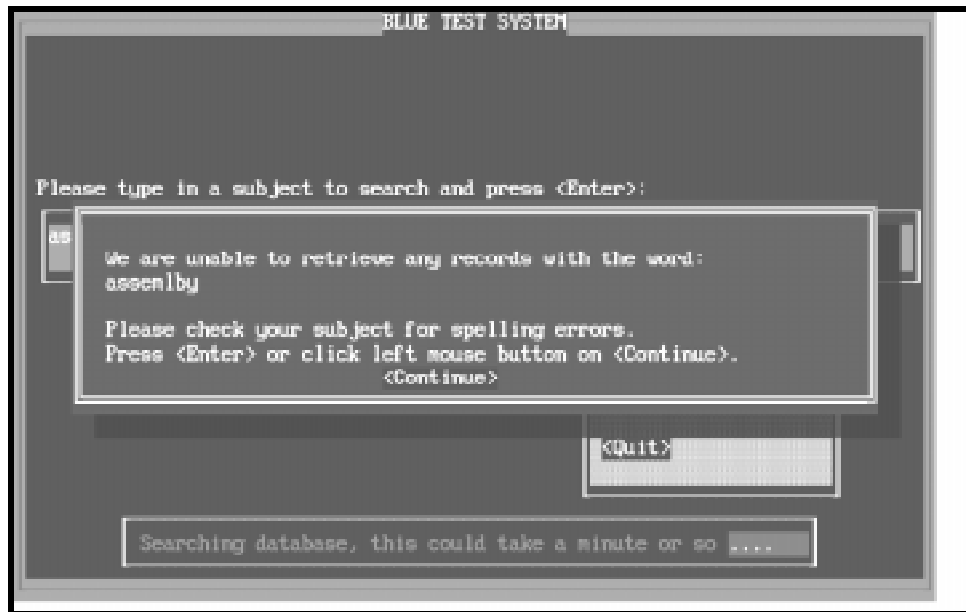 BLUE TEST SYSTEM
Please type in a subject to search and press <Enter>:
as
We are unable to retrieve any records with the word:
assemlby
Please check your subject for spelling errors.
Press <Enter> or click left mouse button on <Continue>.
<Continue>
<Quit>
Searching database, this could take a minute or so ....